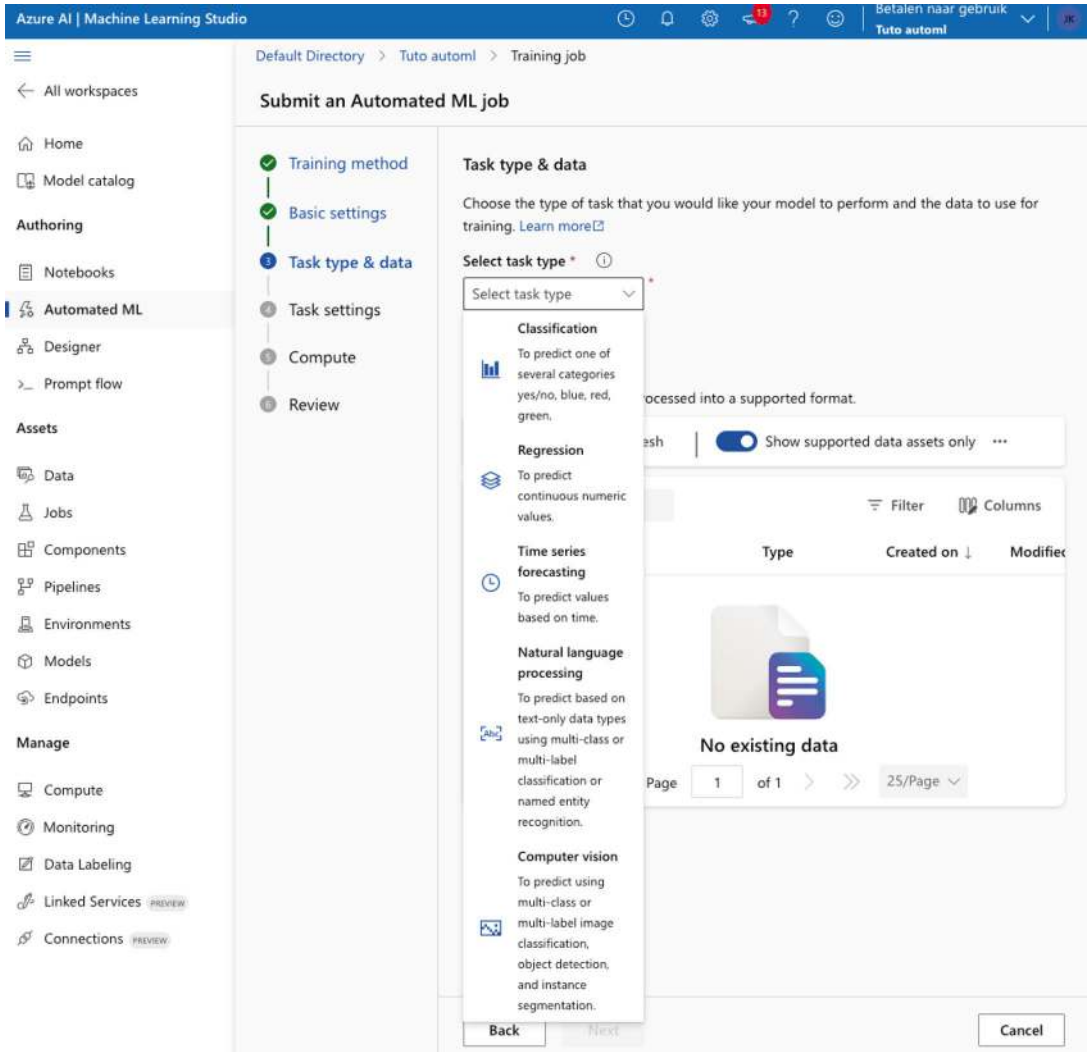 Azure AI | Machine Learning Studio
13
Betalen naar gebruik
Tuto automl
JK
All workspaces
Home
Model catalog
Authoring
Notebooks
Automated ML
Designer
Prompt flow
Assets
Data
Jobs
Components
Pipelines
Environments
Models
Endpoints
Manage
Compute
Monitoring
Data Labeling
Linked Services PREVIEW
Connections PREVIEW
Default Directory > Tuto automl > Training job
Submit an Automated ML job
Training method
Basic settings
3 Task type & data
4 Task settings
5 Compute
6 Review
Task type & data
Choose the type of task that you would like your model to perform and the data to use for
training. Learn more
Select task type *
Select task type *
Classification
To predict one of
several categories
yes/no, blue, red,
green.
Regression
To predict
continuous numeric
values.
Time series
forecasting
To predict values
based on time.
Natural language
processing
Abc
To predict based on
text-only data types
using multi-class or
multi-label
classification or
named entity
recognition.
Computer vision
To predict using
multi-class or
multi-label image
classification,
object detection,
and instance
segmentation.
into a supported format.
Show supported data assets only ...
Filter Columns
Type Created on ↓
No existing data
Page 1 of 1 25/Page
Back Next Cancel